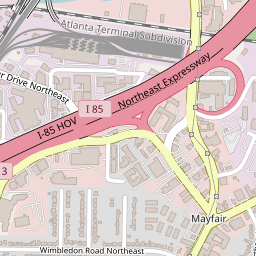 Atlanta Terminal Subdivision
Northeast Expressway
Drive Northeast
I 85
I-85 HOV
3
Mayfair
Wimbledon Road Northeast